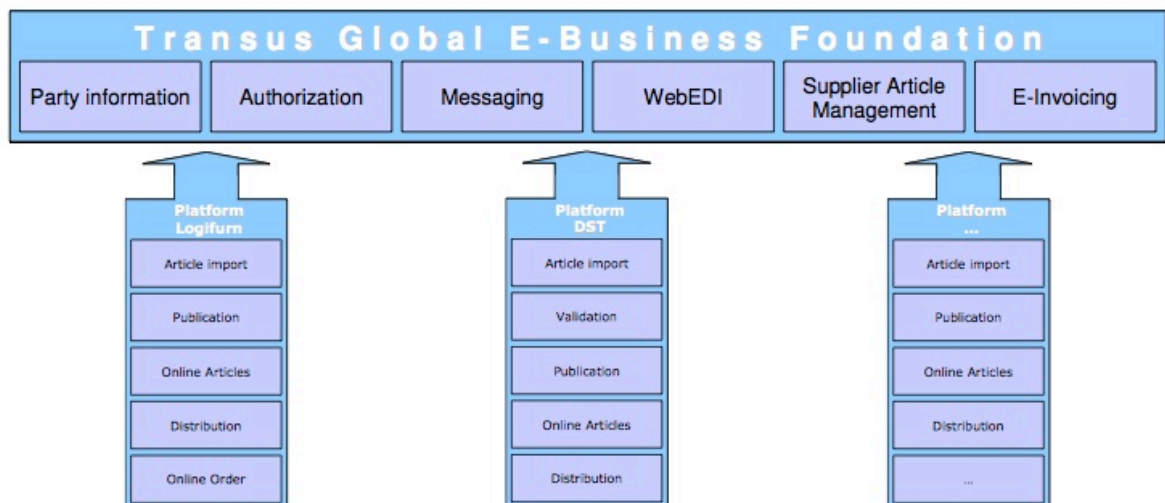 Transus Global E-Business Foundation
Party information
Authorization
Messaging
WebEDI
Supplier Article
Management
E-Invoicing
Platform
Logifurn
Article import
Publication
Online Articles
Distribution
Online Order
Platform
DST
Article import
Validation
Publication
Online Articles
Distribution
Platform
...
Article import
Publication
Online Articles
Distribution
...